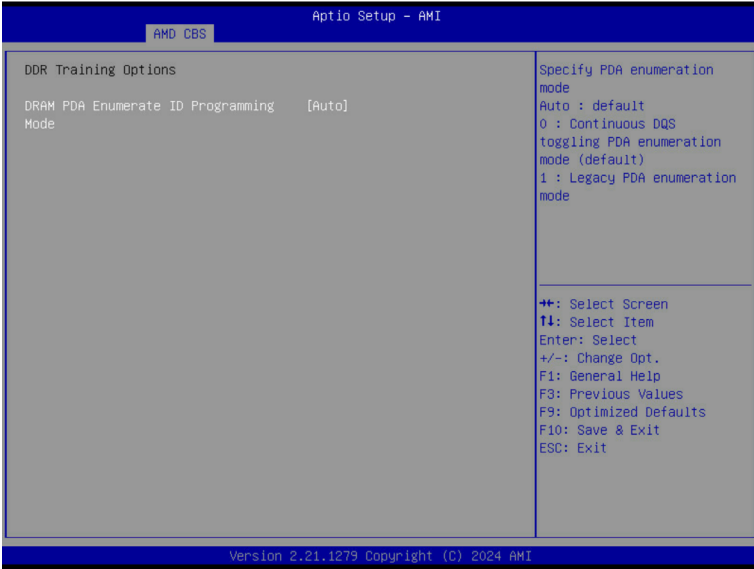 Aptio Setup – AMI
AMD CBS
DDR Training Options
DRAM PDA Enumerate ID Programming [Auto]
Mode
Specify PDA enumeration
mode
Auto : default
0 : Continuous DQS
toggling PDA enumeration
mode (default)
1 : Legacy PDA enumeration
mode
→←: Select Screen
↑↓: Select Item
Enter: Select
+/-: Change Opt.
F1: General Help
F3: Previous Values
F9: Optimized Defaults
F10: Save & Exit
ESC: Exit
Version 2.21.1279 Copyright (C) 2024 AMI